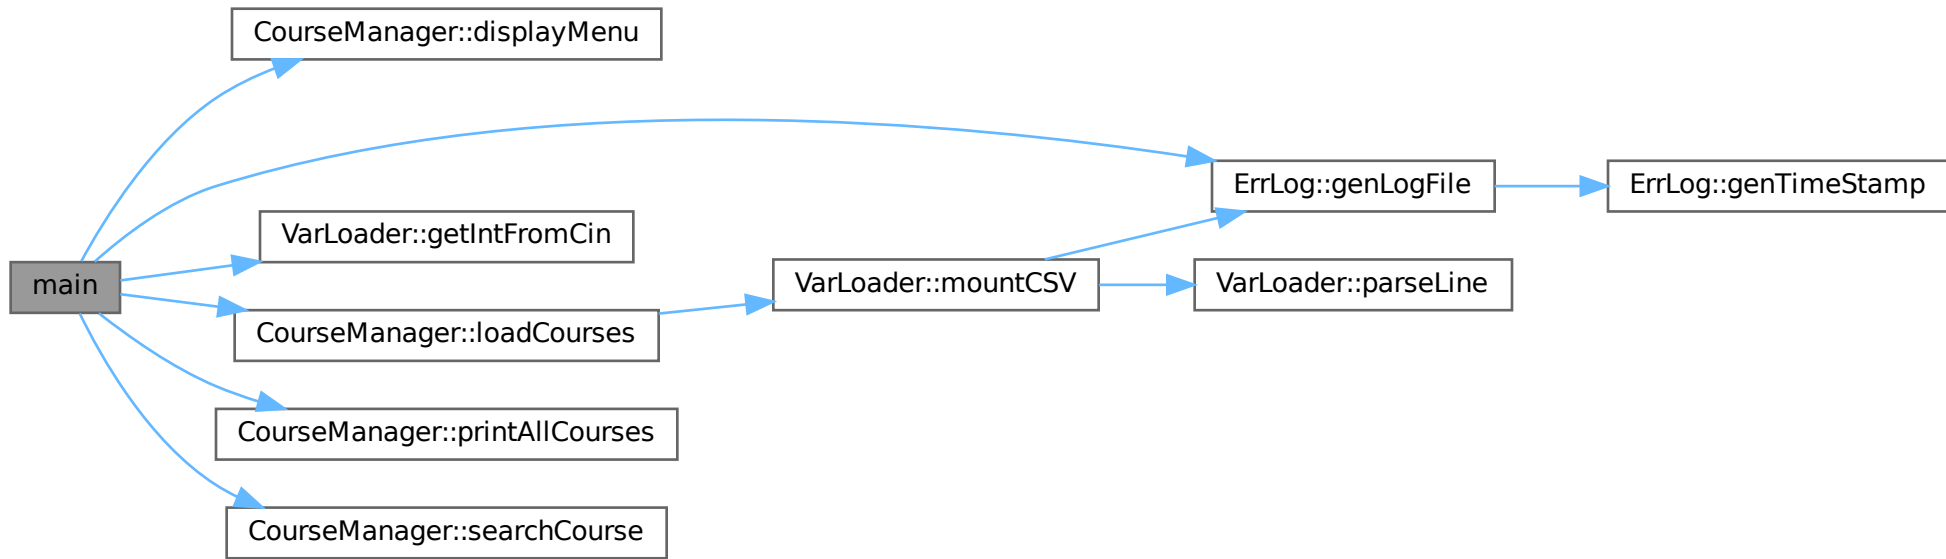 CourseManager::displayMenu
ErrLog::genLogFile
ErrLog::genTimeStamp
VarLoader::getIntFromCin
main
VarLoader::mountCSV
VarLoader::parseLine
CourseManager::loadCourses
CourseManager::printAllCourses
CourseManager::searchCourse